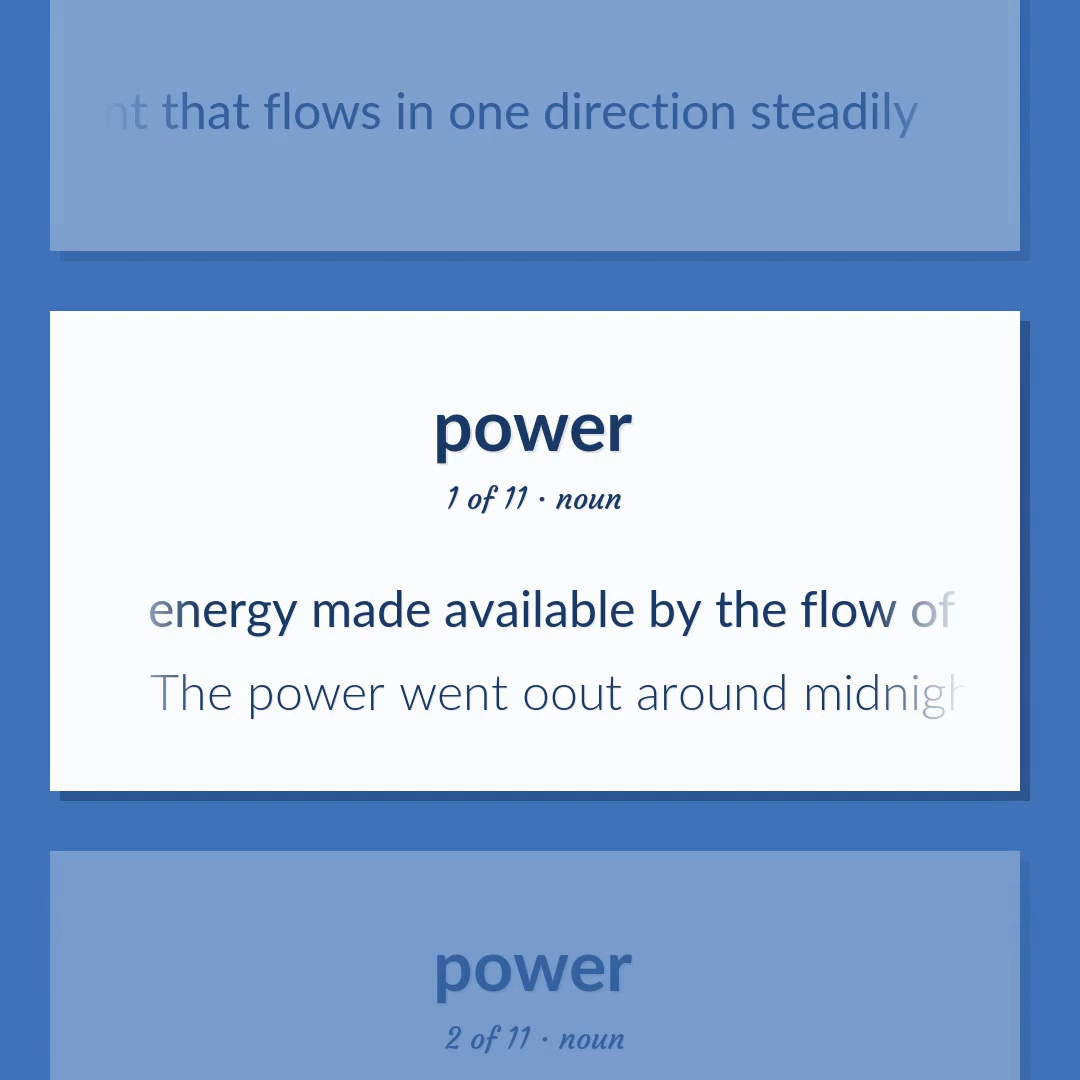 nt that flows in one direction steadily
power
1 of 11 · noun
energy made available by the flow of
The power went oout around midnigh
power
2 of 11 · noun